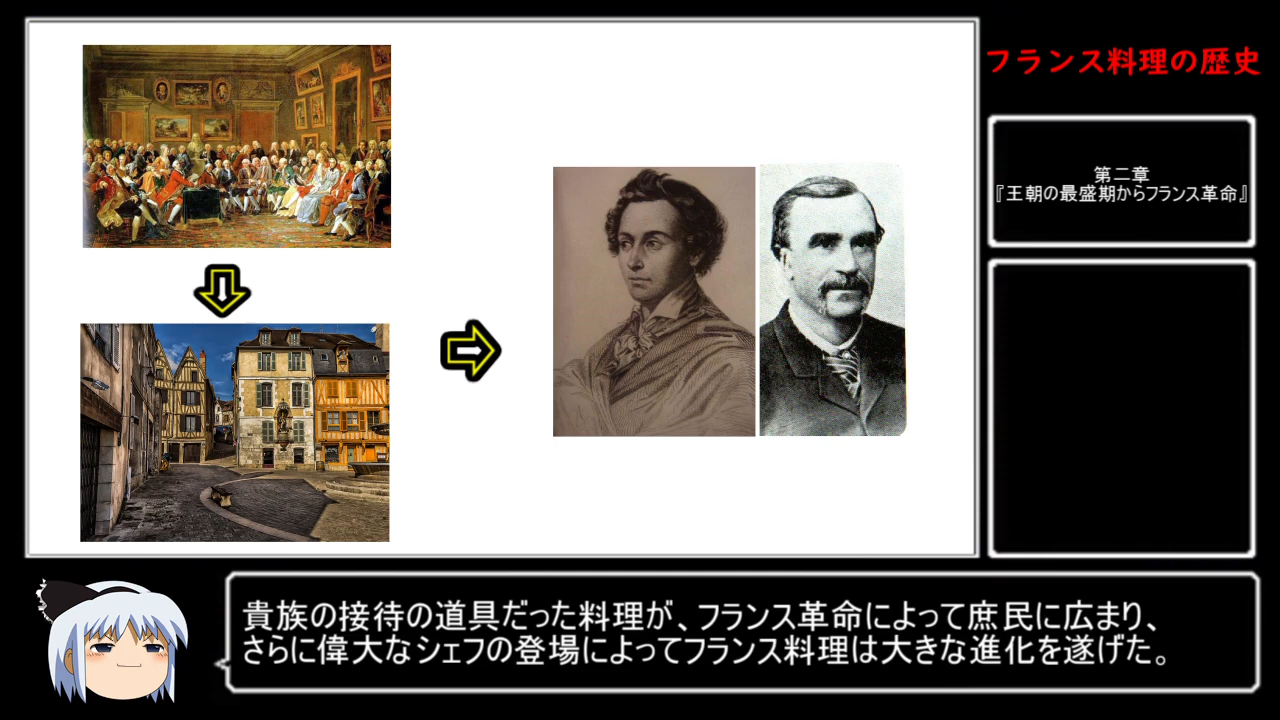 フランス料理の歴史
第二章
『王朝の最盛期からフランス革命』
貴族の接待の道具だった料理が、フランス革命によって庶民に広まり、
さらに偉大なシェフの登場によってフランス料理は大きな進化を遂げた。